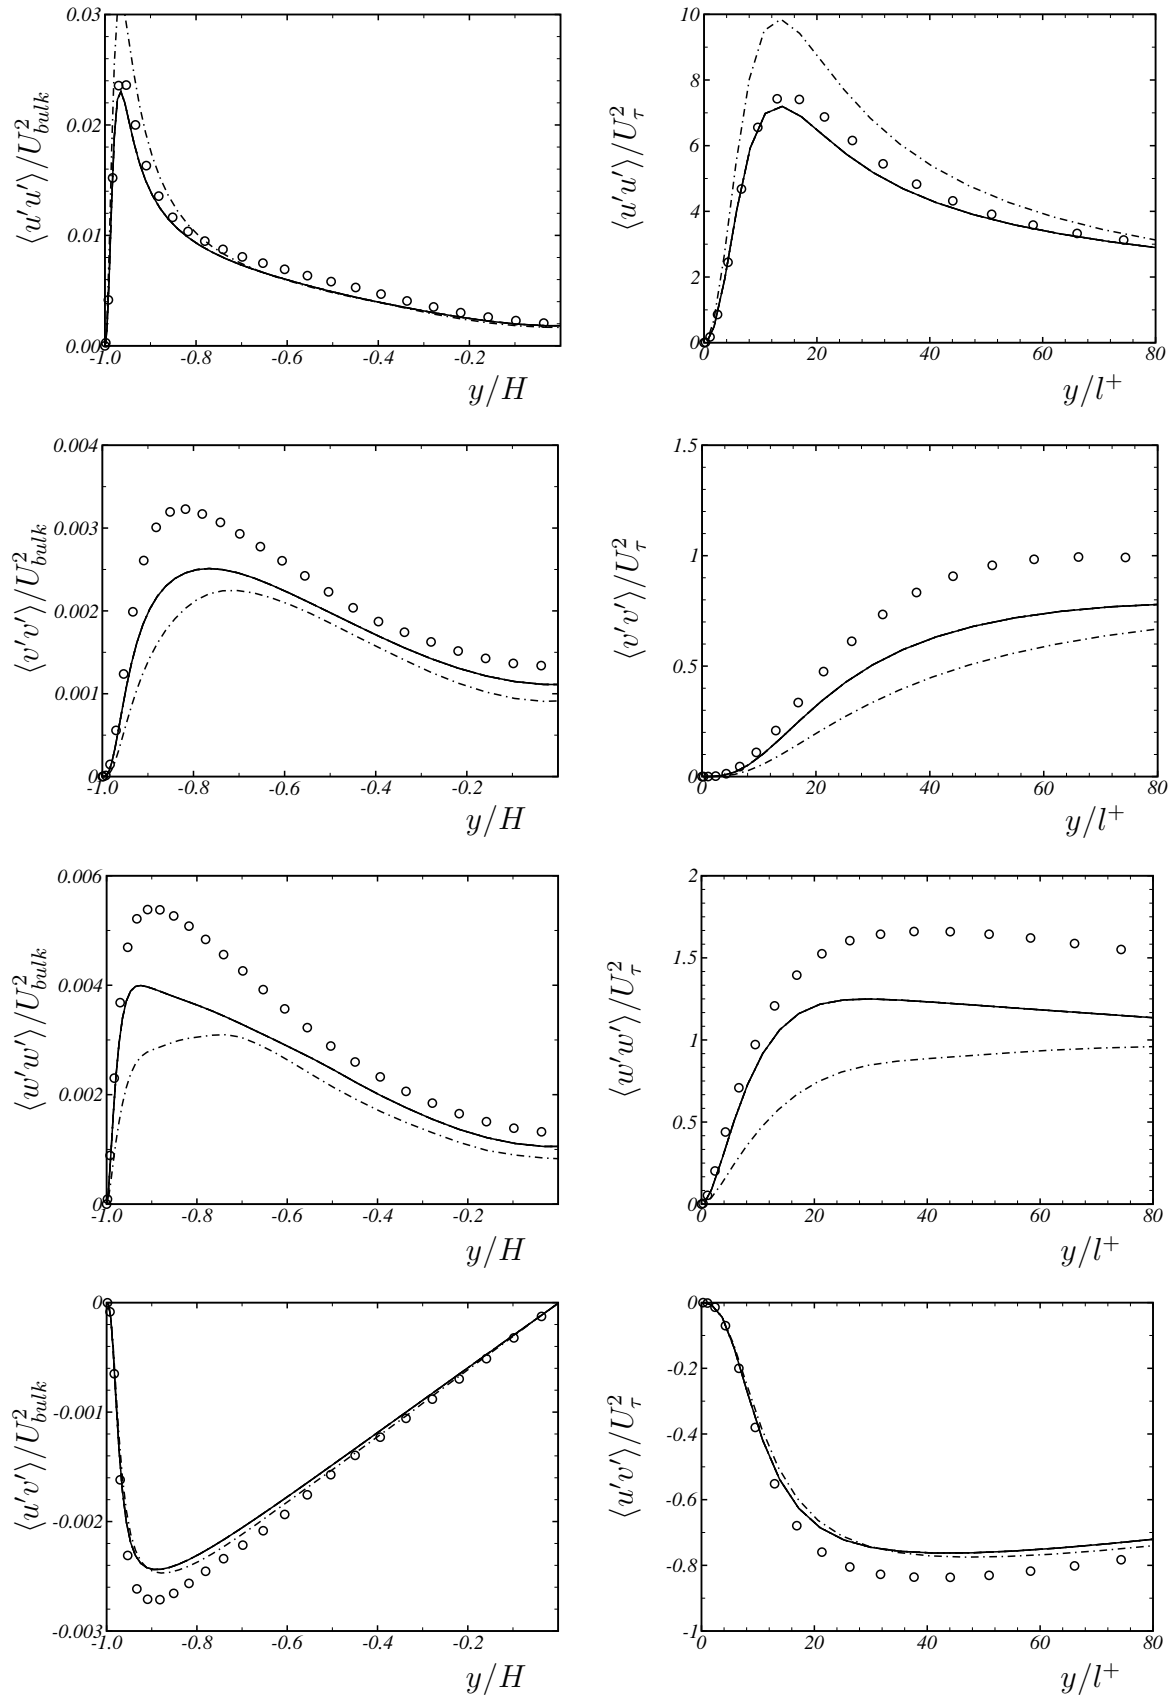 0.03
0.02
0.01
0.00
-1.0 -0.8 -0.6 -0.4 -0.2
⟨u′u′⟩/U²bulk
y/H
10
8
6
4
2
0
0 20 40 60 80
⟨u′u′⟩/U²τ
y/l⁺
0.004
0.003
0.002
0.001
0
-1.0 -0.8 -0.6 -0.4 -0.2
⟨v′v′⟩/U²bulk
y/H
1.5
1
0.5
0
0 20 40 60 80
⟨v′v′⟩/U²τ
y/l⁺
0.006
0.004
0.002
0
-1.0 -0.8 -0.6 -0.4 -0.2
⟨w′w′⟩/U²bulk
y/H
2
1.5
1
0.5
0
0 20 40 60 80
⟨w′w′⟩/U²τ
y/l⁺
0
-0.001
-0.002
-0.003
-1.0 -0.8 -0.6 -0.4 -0.2
⟨u′v′⟩/U²bulk
y/H
0
-0.2
-0.4
-0.6
-0.8
-1
0 20 40 60 80
⟨u′v′⟩/U²τ
y/l⁺